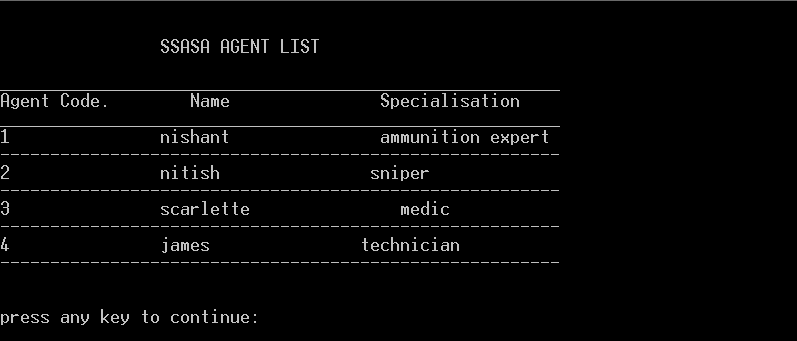 SSASA AGENT LIST
Agent Code. Name Specialisation
1 nishant ammunition expert
2 nitish sniper
3 scarlette medic
4 james technician
press any key to continue: